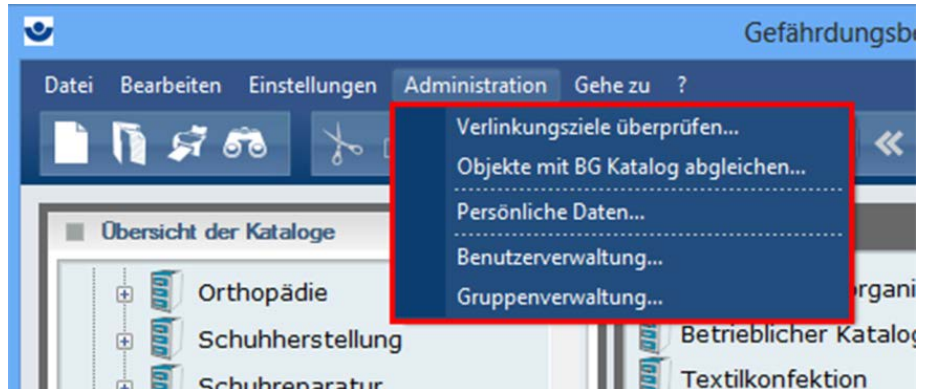 Datei Bearbeiten Einstellungen Administration Gehe zu ?
Verlinkungsziele überprüfen...
Objekte mit BG Katalog abgleichen...
Persönliche Daten...
Benutzerverwaltung...
Gruppenverwaltung...
Übersicht der Kataloge
Orthopädie
Schuhherstellung
Schuhreparatur
Betrieblicher Katalog
Textilkonfektion